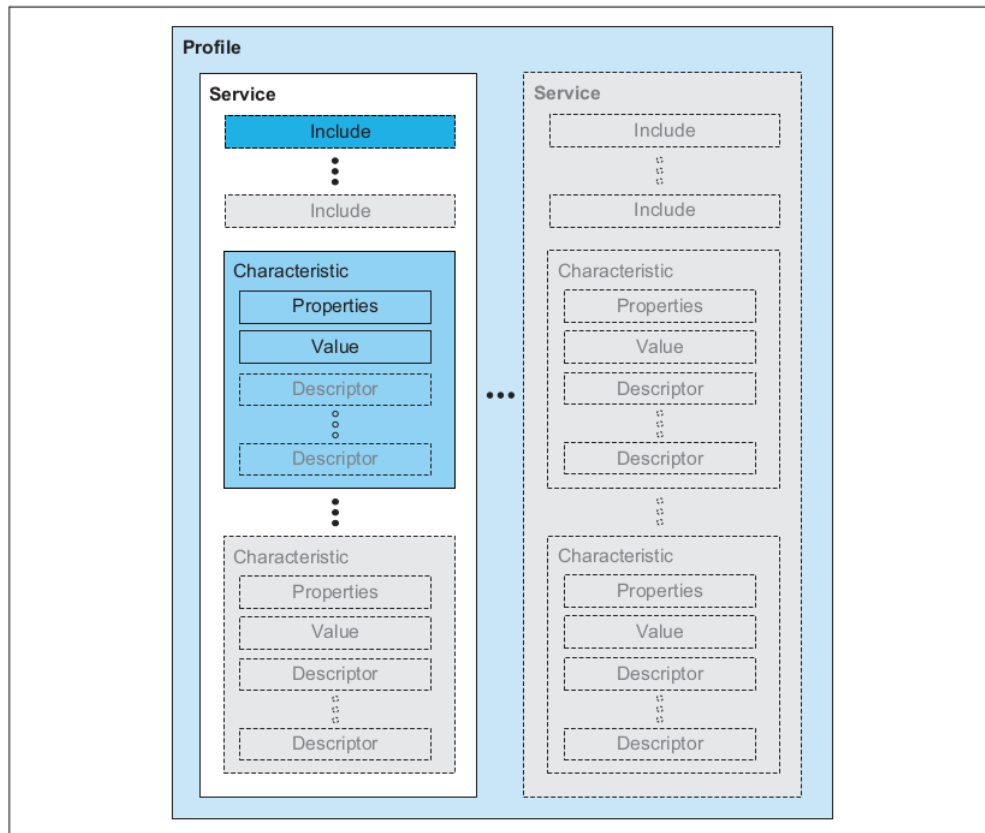 Profile
Service
Include
Include
Characteristic
Properties
Value
Descriptor
Descriptor
Characteristic
Properties
Value
Descriptor
Descriptor
Service
Include
Include
Characteristic
Properties
Value
Descriptor
Descriptor
Characteristic
Properties
Value
Descriptor
Descriptor